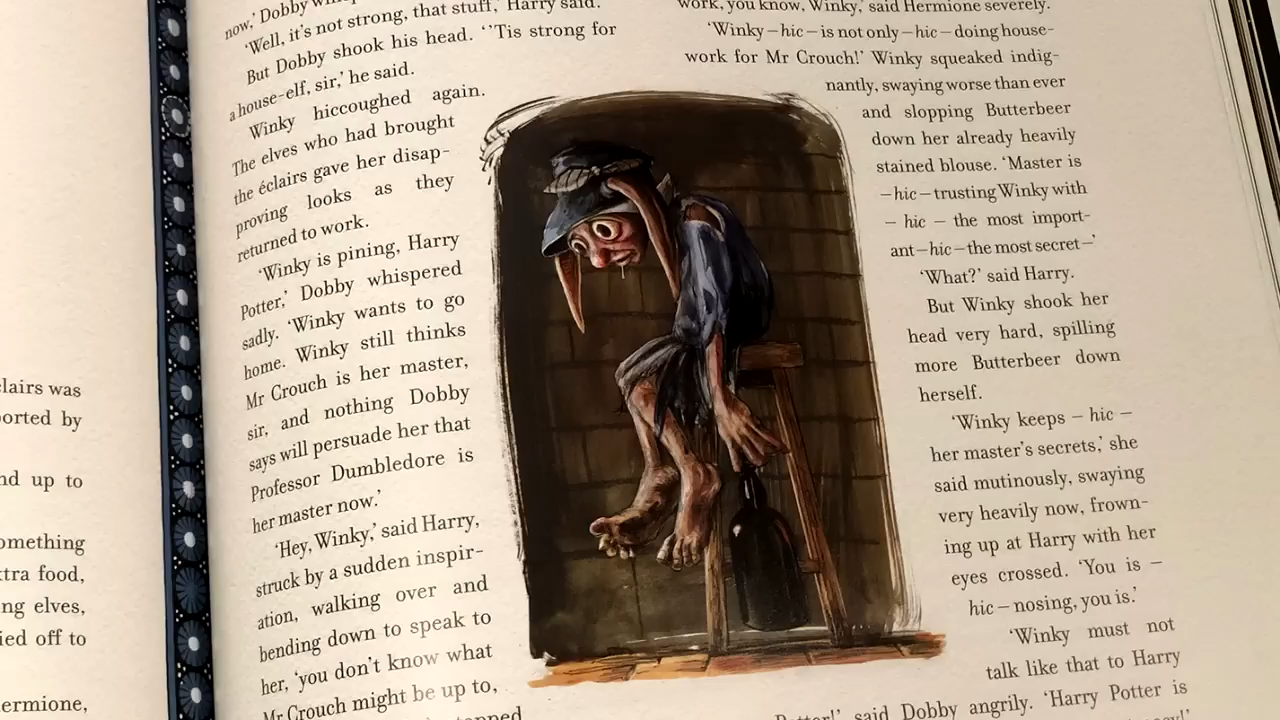 clairs was
ported by
nd up to
omething
xtra food,
ng elves,
ied off to
ermione,
now,' Dobby
'Well, it's not strong, that stuff,' Harry said.
But Dobby shook his head. ''Tis strong for
a house-elf, sir,' he said.
Winky hiccoughed again.
The elves who had brought
the éclairs gave her disap-
proving looks as they
returned to work.
'Winky is pining, Harry
Potter,' Dobby whispered
sadly. 'Winky wants to go
home. Winky still thinks
Mr Crouch is her master,
sir, and nothing Dobby
says will persuade her that
Professor Dumbledore is
her master now.'
'Hey, Winky,' said Harry,
struck by a sudden inspir-
ation, walking over and
bending down to speak to
her, 'you don't know what
Mr Crouch might be up to,
work, you know, Winky,' said Hermione severely.
'Winky – hic – is not only – hic – doing house-
work for Mr Crouch!' Winky squeaked indig-
nantly, swaying worse than ever
and slopping Butterbeer
down her already heavily
stained blouse. 'Master is
– hic – trusting Winky with
– hic – the most import-
ant – hic – the most secret –'
'What?' said Harry.
But Winky shook her
head very hard, spilling
more Butterbeer down
herself.
'Winky keeps – hic –
her master's secrets,' she
said mutinously, swaying
very heavily now, frown-
ing up at Harry with her
eyes crossed. 'You is –
hic – nosing, you is.'
'Winky must not
talk like that to Harry
Potter!' said Dobby angrily. 'Harry Potter is